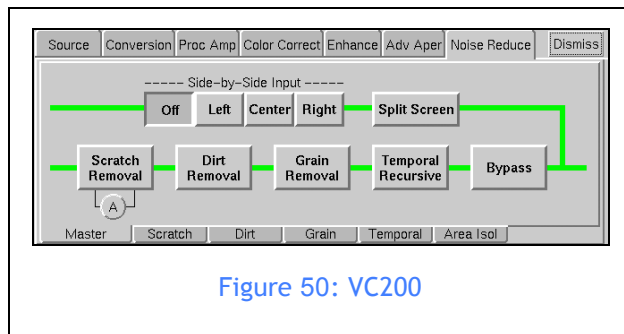 Source Conversion Proc Amp Color Correct Enhance Adv Aper Noise Reduce Dismiss
----- Side-by-Side Input -----
Off Left Center Right Split Screen
Scratch Removal Dirt Removal Grain Removal Temporal Recursive Bypass
A
Master Scratch Dirt Grain Temporal Area Isol
Figure 50: VC200